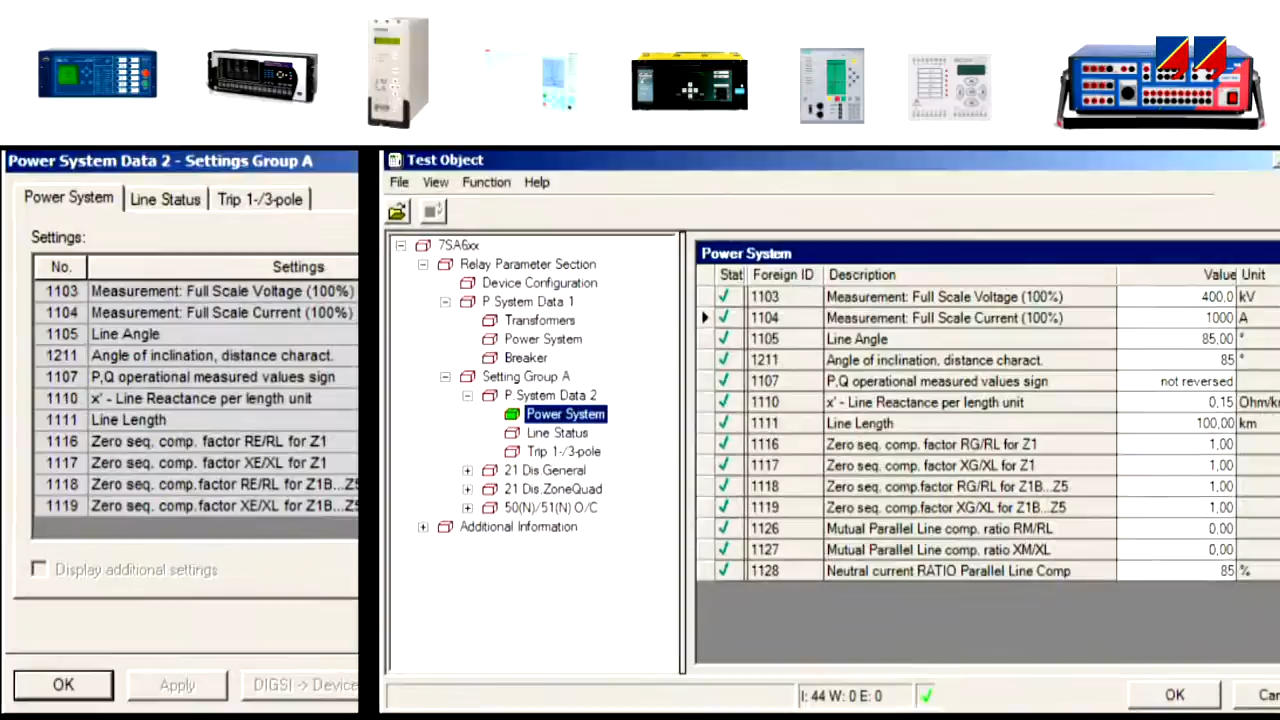 Power System Data 2 - Settings Group A
Power System
Line Status
Trip 1-/3-pole
Settings:
No. Settings
1103 Measurement: Full Scale Voltage (100%)
1104 Measurement: Full Scale Current (100%)
1105 Line Angle
1211 Angle of inclination, distance charact.
1107 P,Q operational measured values sign
1110 x' - Line Reactance per length unit
1111 Line Length
1116 Zero seq. comp. factor RE/RL for Z1
1117 Zero seq. comp. factor XE/XL for Z1
1118 Zero seq. comp.factor RE/RL for Z1B...Z5
1119 Zero seq. comp.factor XE/XL for Z1B...Z5
Display additional settings
OK
Apply
DIGSI -> Device
Test Object
File View Function Help
7SA6xx
Relay Parameter Section
Device Configuration
P System Data 1
Transformers
Power System
Breaker
Setting Group A
P.System Data 2
Power System
Line Status
Trip 1-/3-pole
21 Dis.General
21 Dis.ZoneQuad
50(N)/51(N) O/C
Additional Information
Power System
Stat Foreign ID Description Value Unit
1103 Measurement: Full Scale Voltage (100%) 400,0 kV
1104 Measurement: Full Scale Current (100%) 1000 A
1105 Line Angle 85,00 °
1211 Angle of inclination, distance charact. 85 °
1107 P,Q operational measured values sign not reversed
1110 x' - Line Reactance per length unit 0,15 Ohm/k
1111 Line Length 100,00 km
1116 Zero seq. comp. factor RG/RL for Z1 1,00
1117 Zero seq. comp. factor XG/XL for Z1 1,00
1118 Zero seq. comp.factor RG/RL for Z1B...Z5 1,00
1119 Zero seq. comp.factor XG/XL for Z1B...Z5 1,00
1126 Mutual Parallel Line comp. ratio RM/RL 0,00
1127 Mutual Parallel Line comp. ratio XM/XL 0,00
1128 Neutral current RATIO Parallel Line Comp 85 %
I: 44 W: 0 E: 0
OK
Can